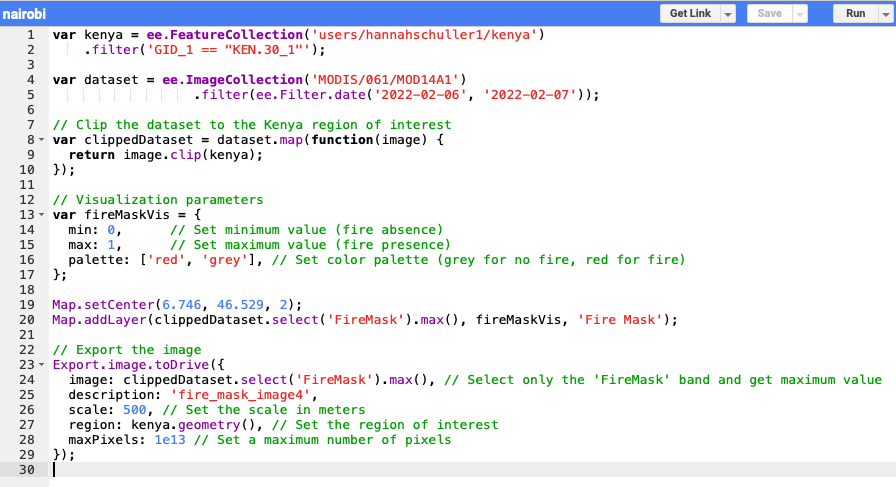 nairobi
Get Link
Save
Run
1 var kenya = ee.FeatureCollection('users/hannahschuller1/kenya')
2     .filter('GID_1 == "KEN.30_1"');
3
4 var dataset = ee.ImageCollection('MODIS/061/MOD14A1')
5                   .filter(ee.Filter.date('2022-02-06', '2022-02-07'));
6
7 // Clip the dataset to the Kenya region of interest
8 var clippedDataset = dataset.map(function(image) {
9   return image.clip(kenya);
10 });
11
12 // Visualization parameters
13 var fireMaskVis = {
14   min: 0,      // Set minimum value (fire absence)
15   max: 1,      // Set maximum value (fire presence)
16   palette: ['red', 'grey'], // Set color palette (grey for no fire, red for fire)
17 };
18
19 Map.setCenter(6.746, 46.529, 2);
20 Map.addLayer(clippedDataset.select('FireMask').max(), fireMaskVis, 'Fire Mask');
21
22 // Export the image
23 Export.image.toDrive({
24   image: clippedDataset.select('FireMask').max(), // Select only the 'FireMask' band and get maximum value
25   description: 'fire_mask_image4',
26   scale: 500, // Set the scale in meters
27   region: kenya.geometry(), // Set the region of interest
28   maxPixels: 1e13 // Set a maximum number of pixels
29 });
30